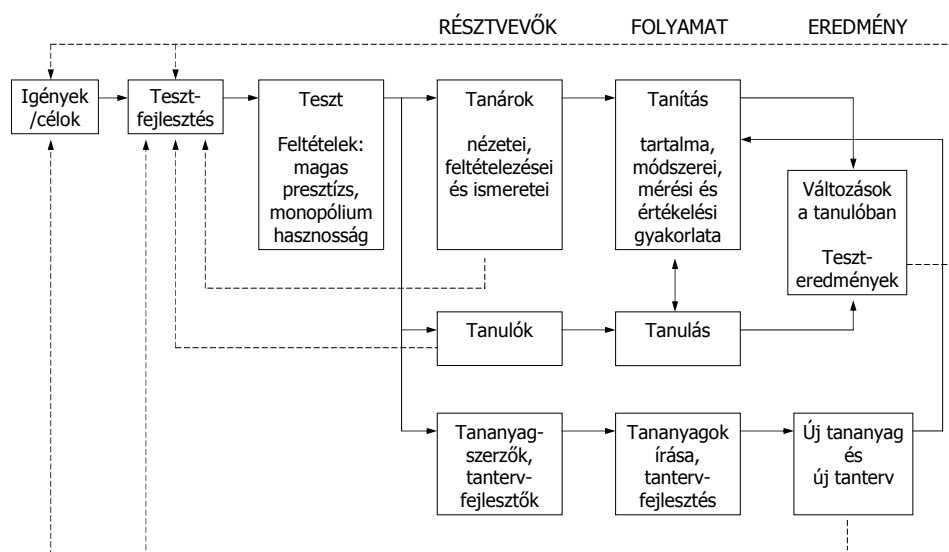 RÉSZTVEVŐK
FOLYAMAT
EREDMÉNY
Igények
/célok
Teszt-
fejlesztés
Teszt
Feltételek:
magas
presztízs,
monopólium
hasznosság
Tanárok
nézetei,
feltételezései
és ismeretei
Tanítás
tartalma,
módszerei,
mérési és
értékelési
gyakorlata
Változások
a tanulóban
Teszt-
eredmények
Tanulók
Tanulás
Tananyag-
szerzők,
tanterv-
fejlesztők
Tananyagok
írása,
tanterv-
fejlesztés
Új tananyag
és
új tanterv